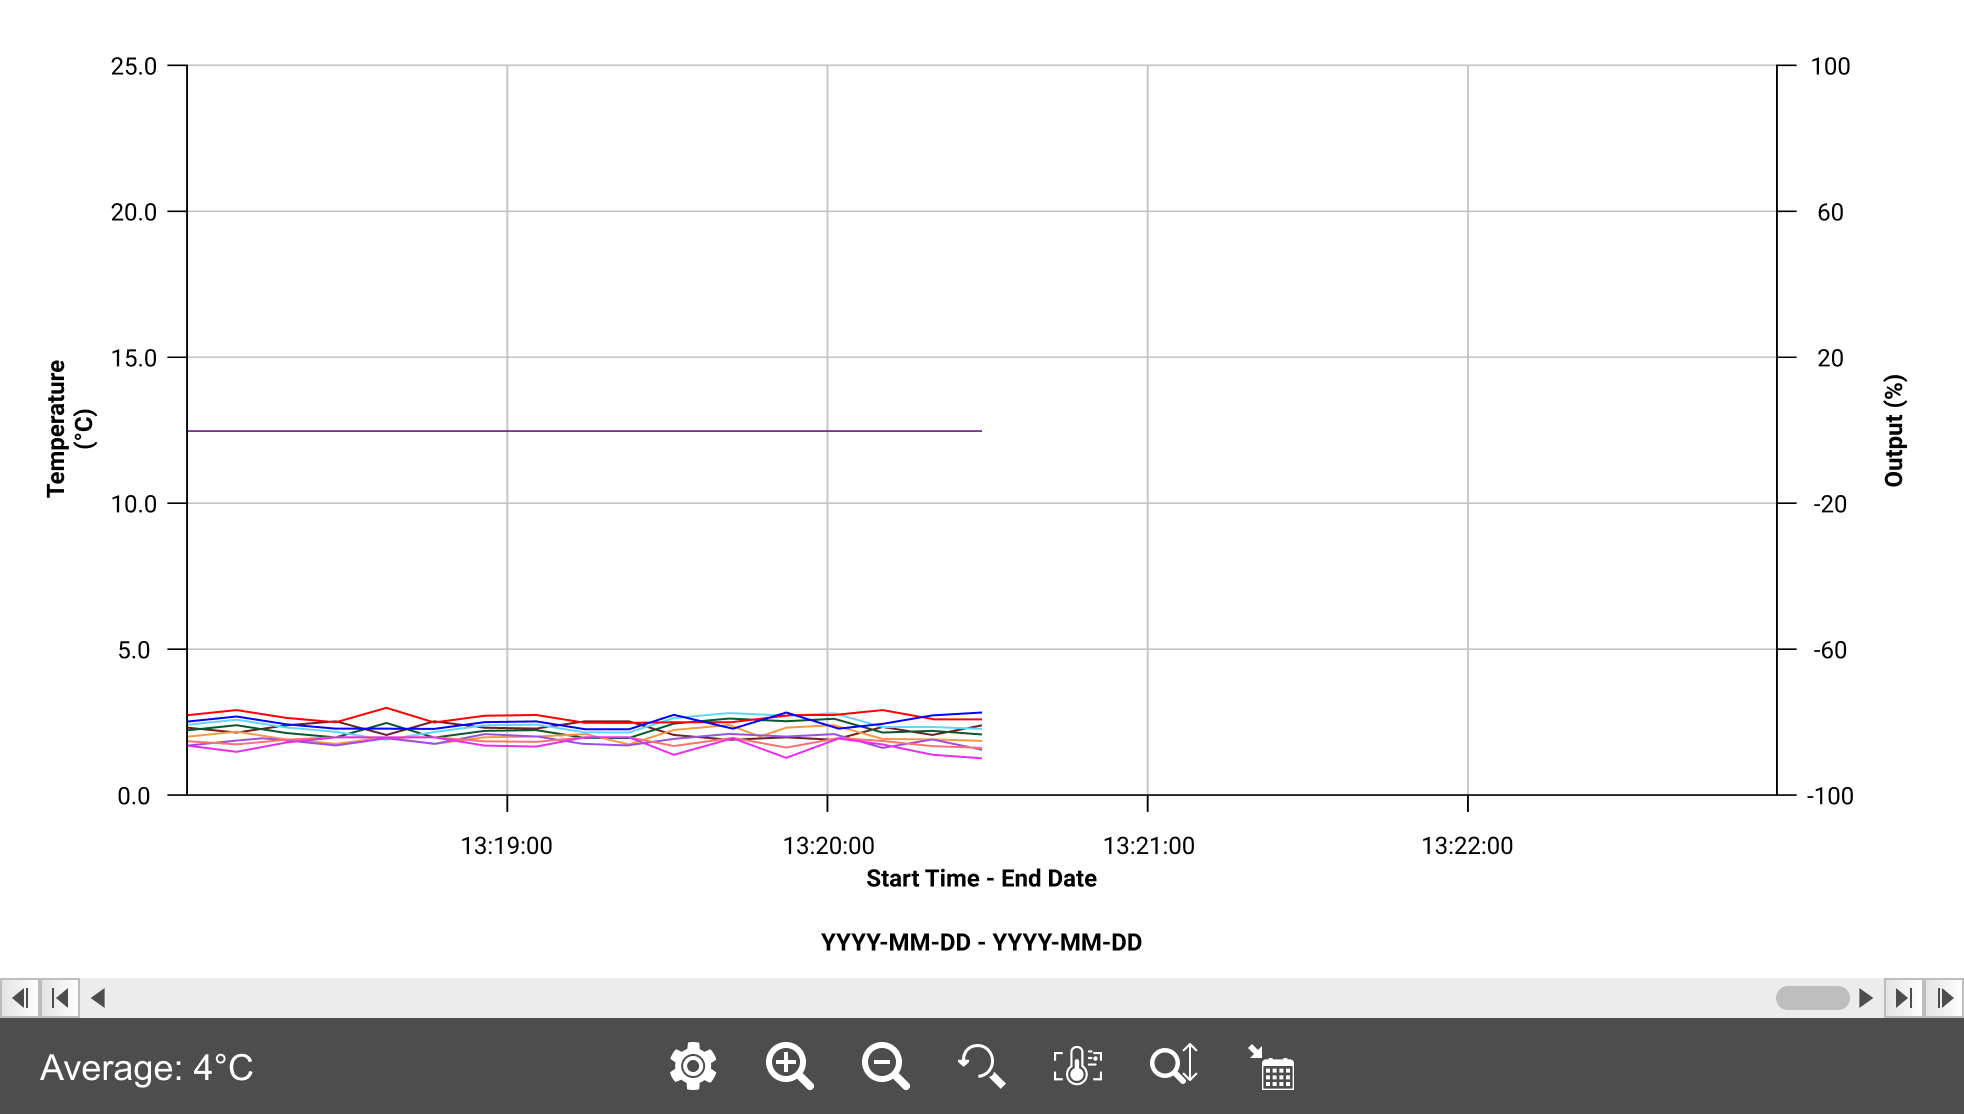 25.0
100
20.0
60
15.0
20
Temperature
(°C)
Output (%)
10.0
-20
5.0
-60
0.0
-100
13:19:00
13:20:00
13:21:00
13:22:00
Start Time - End Date
YYYY-MM-DD - YYYY-MM-DD
Average: 4°C